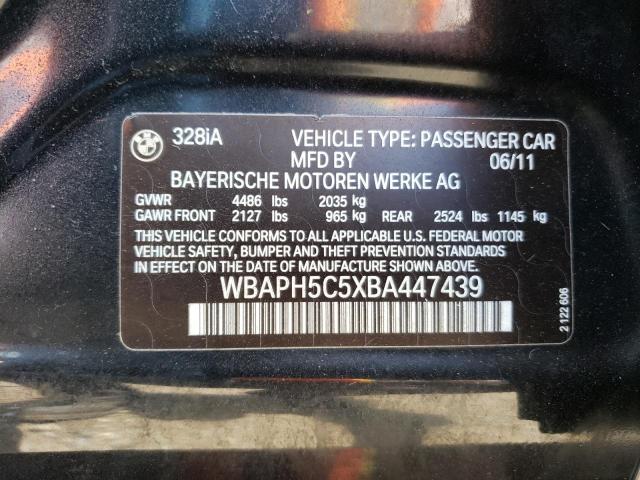 BMW
328iA VEHICLE TYPE: PASSENGER CAR
MFD BY 06/11
BAYERISCHE MOTOREN WERKE AG
GVWR 4486 lbs 2035 kg
GAWR FRONT 2127 lbs 965 kg REAR 2524 lbs 1145 kg
THIS VEHICLE CONFORMS TO ALL APPLICABLE U.S. FEDERAL MOTOR
VEHICLE SAFETY, BUMPER AND THEFT PREVENTION STANDARDS
IN EFFECT ON THE DATE OF MANUFACTURE SHOWN ABOVE.
WBAPH5C5XBA447439
2 122 606